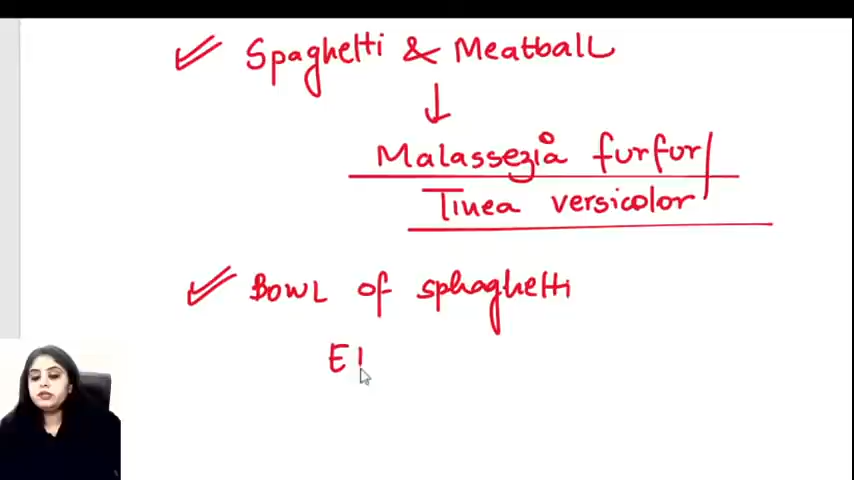 Spaghetti & Meatball
Malassezia furfur/
Tinea versicolor
Bowl of sphaghetti
E